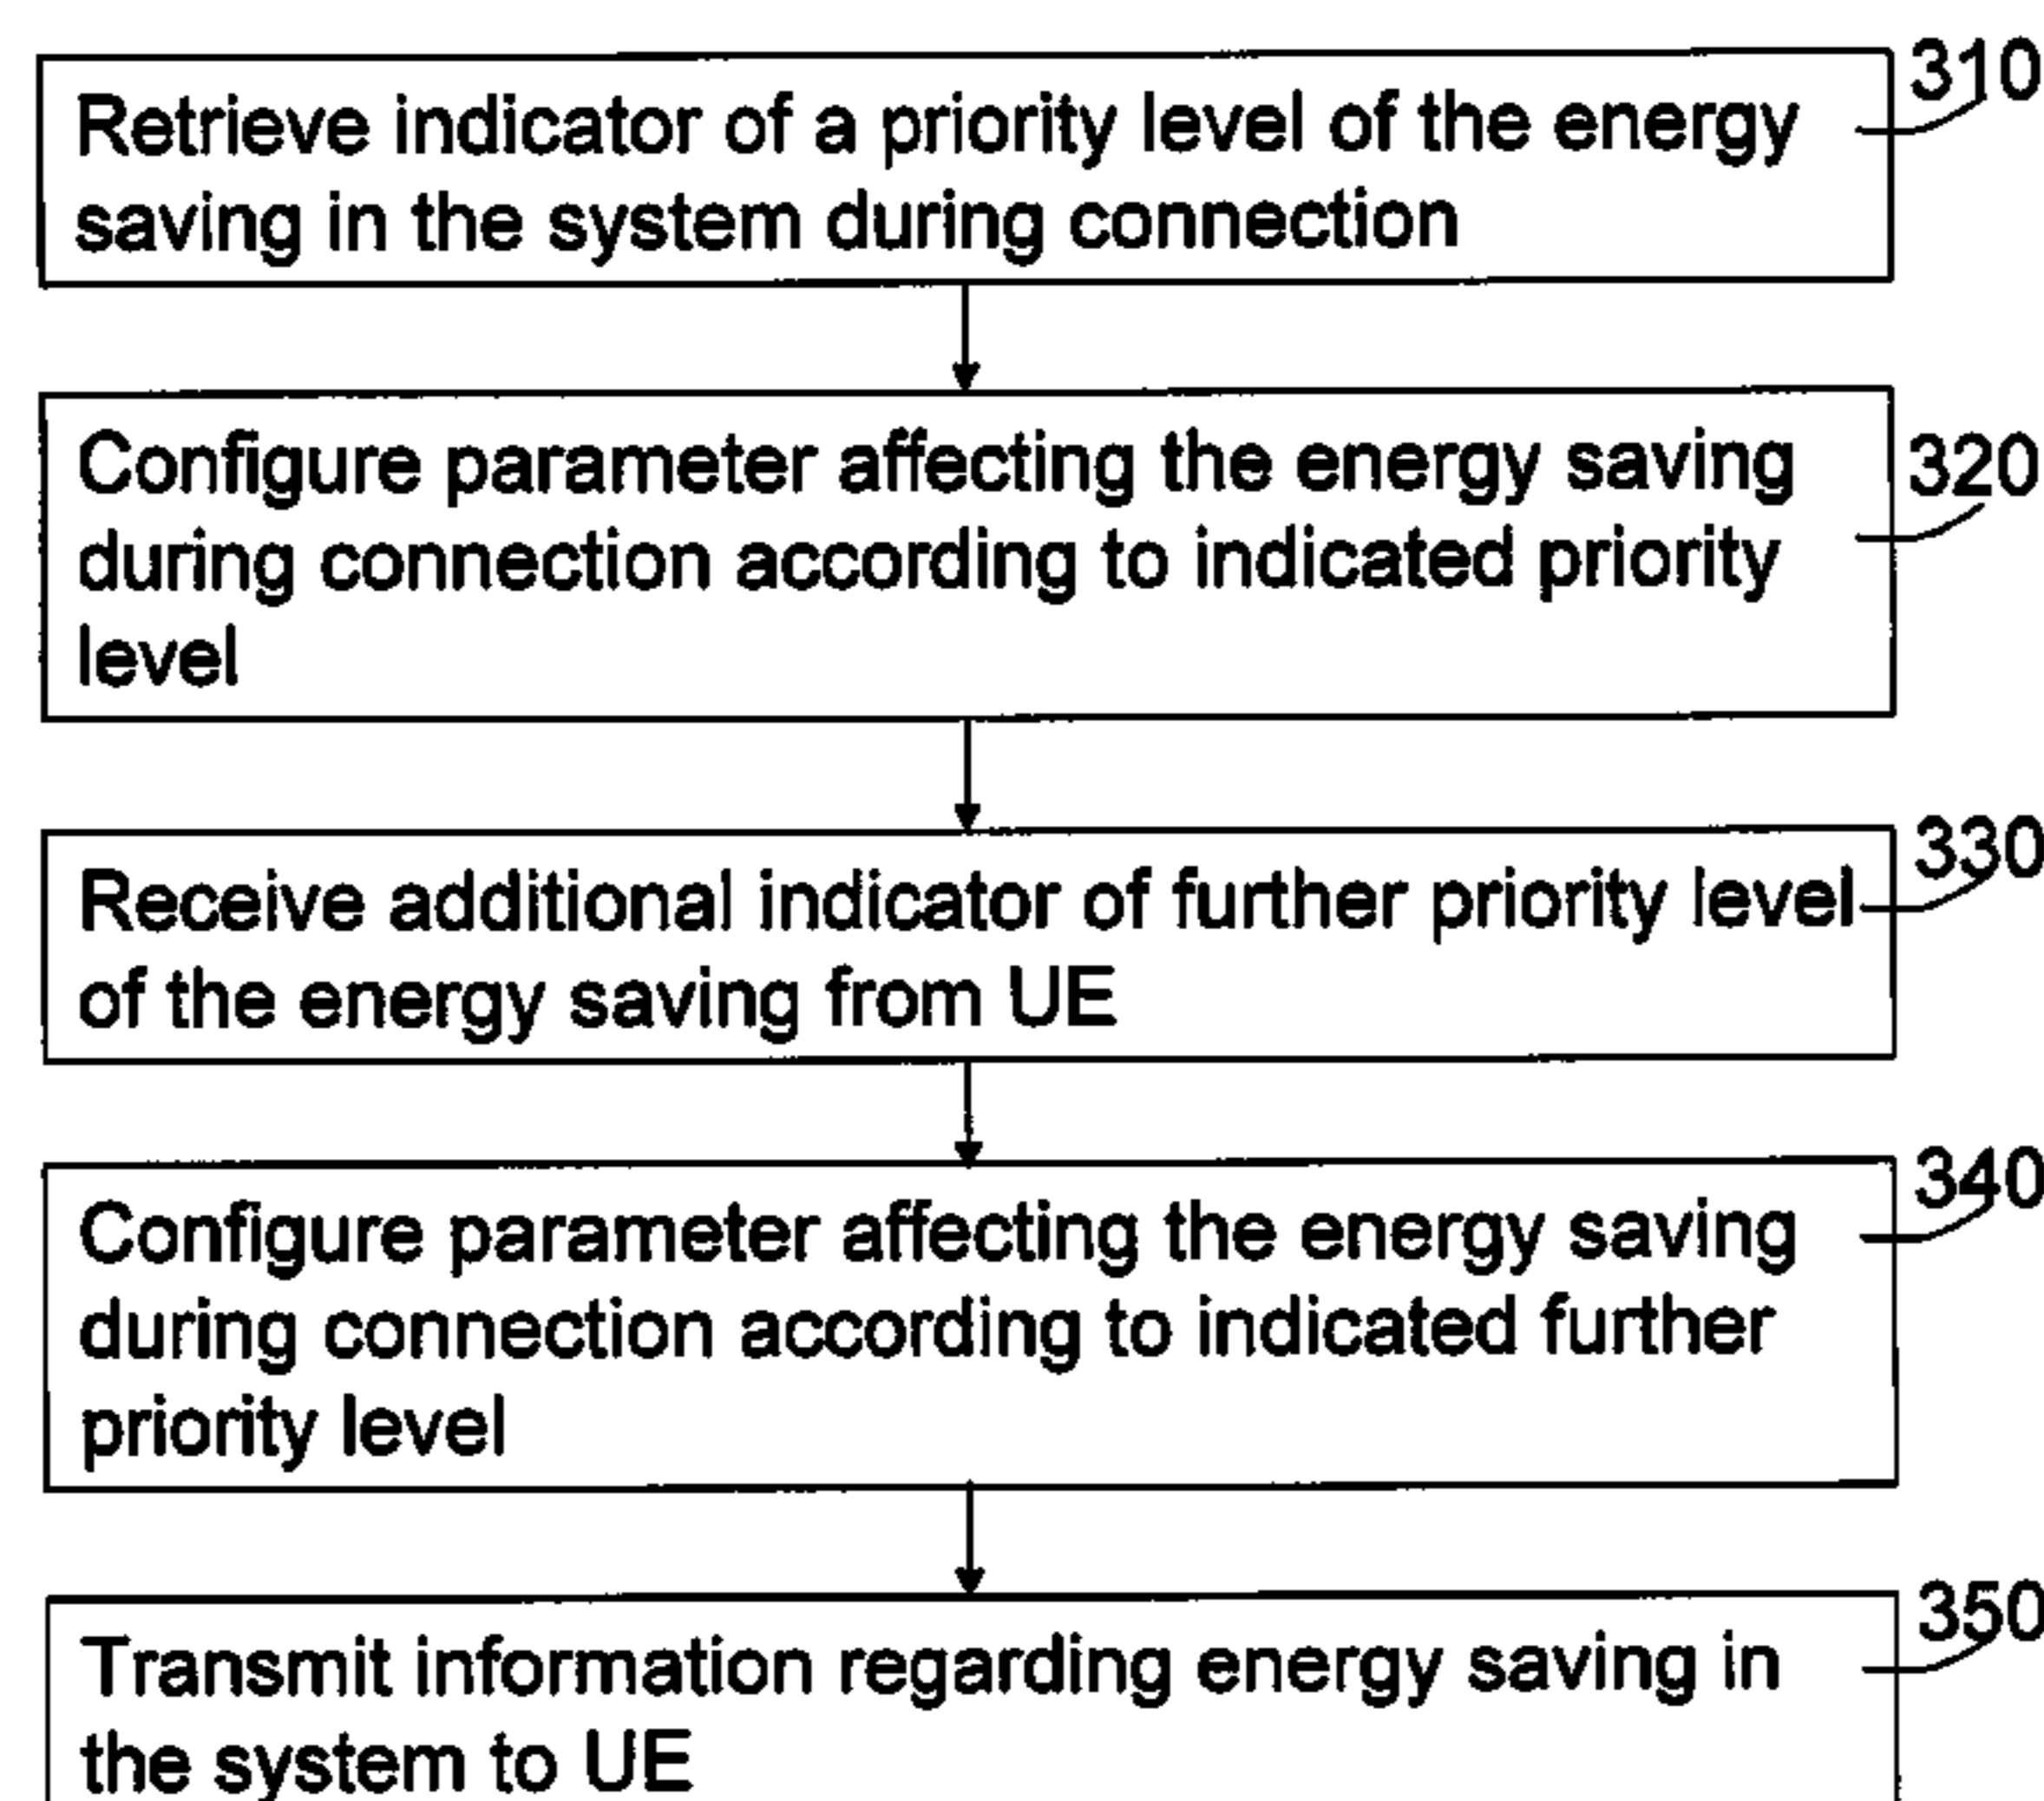 310
Retrieve indicator of a priority level of the energy
saving in the system during connection
320
Configure parameter affecting the energy saving
during connection according to indicated priority
level
330
Receive additional indicator of further priority level
of the energy saving from UE
340
Configure parameter affecting the energy saving
during connection according to indicated further
priority level
350
Transmit information regarding energy saving in
the system to UE